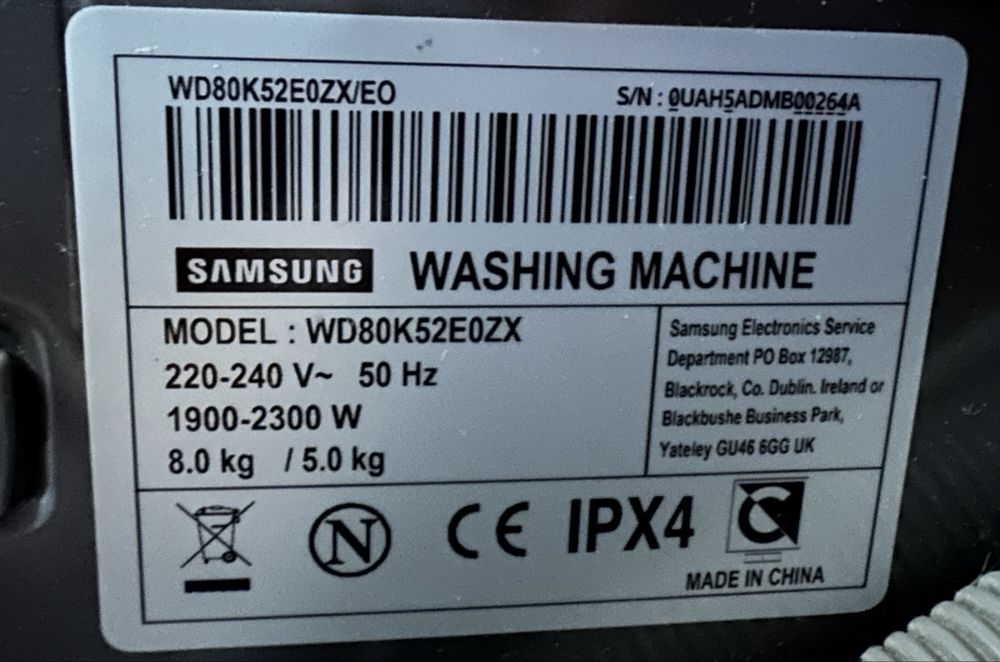 WD80K52E0ZX/EO
S/N : 0UAH5ADMB00264A
SAMSUNG WASHING MACHINE
MODEL : WD80K52E0ZX
220-240 V~ 50 Hz
1900-2300 W
8.0 kg / 5.0 kg
Samsung Electronics Service
Department PO Box 12987,
Blackrock, Co. Dublin. Ireland or
Blackbushe Business Park,
Yateley GU46 6GG UK
N CE IPX4
MADE IN CHINA